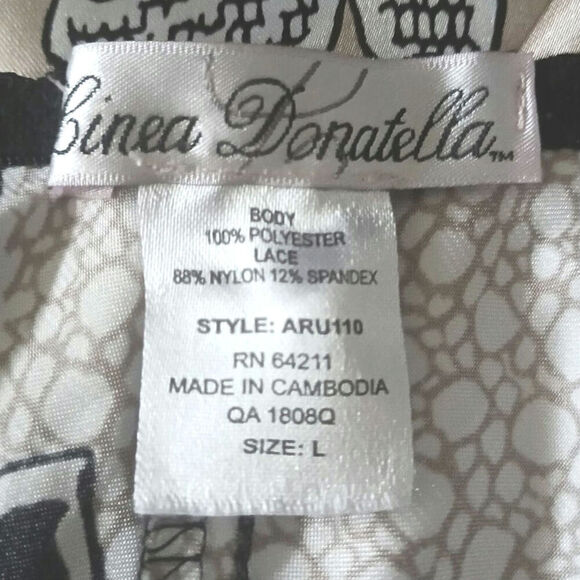 Linea Donatella™
BODY
100% POLYESTER
LACE
88% NYLON 12% SPANDEX
STYLE: ARU110
RN 64211
MADE IN CAMBODIA
QA 1808Q
SIZE: L